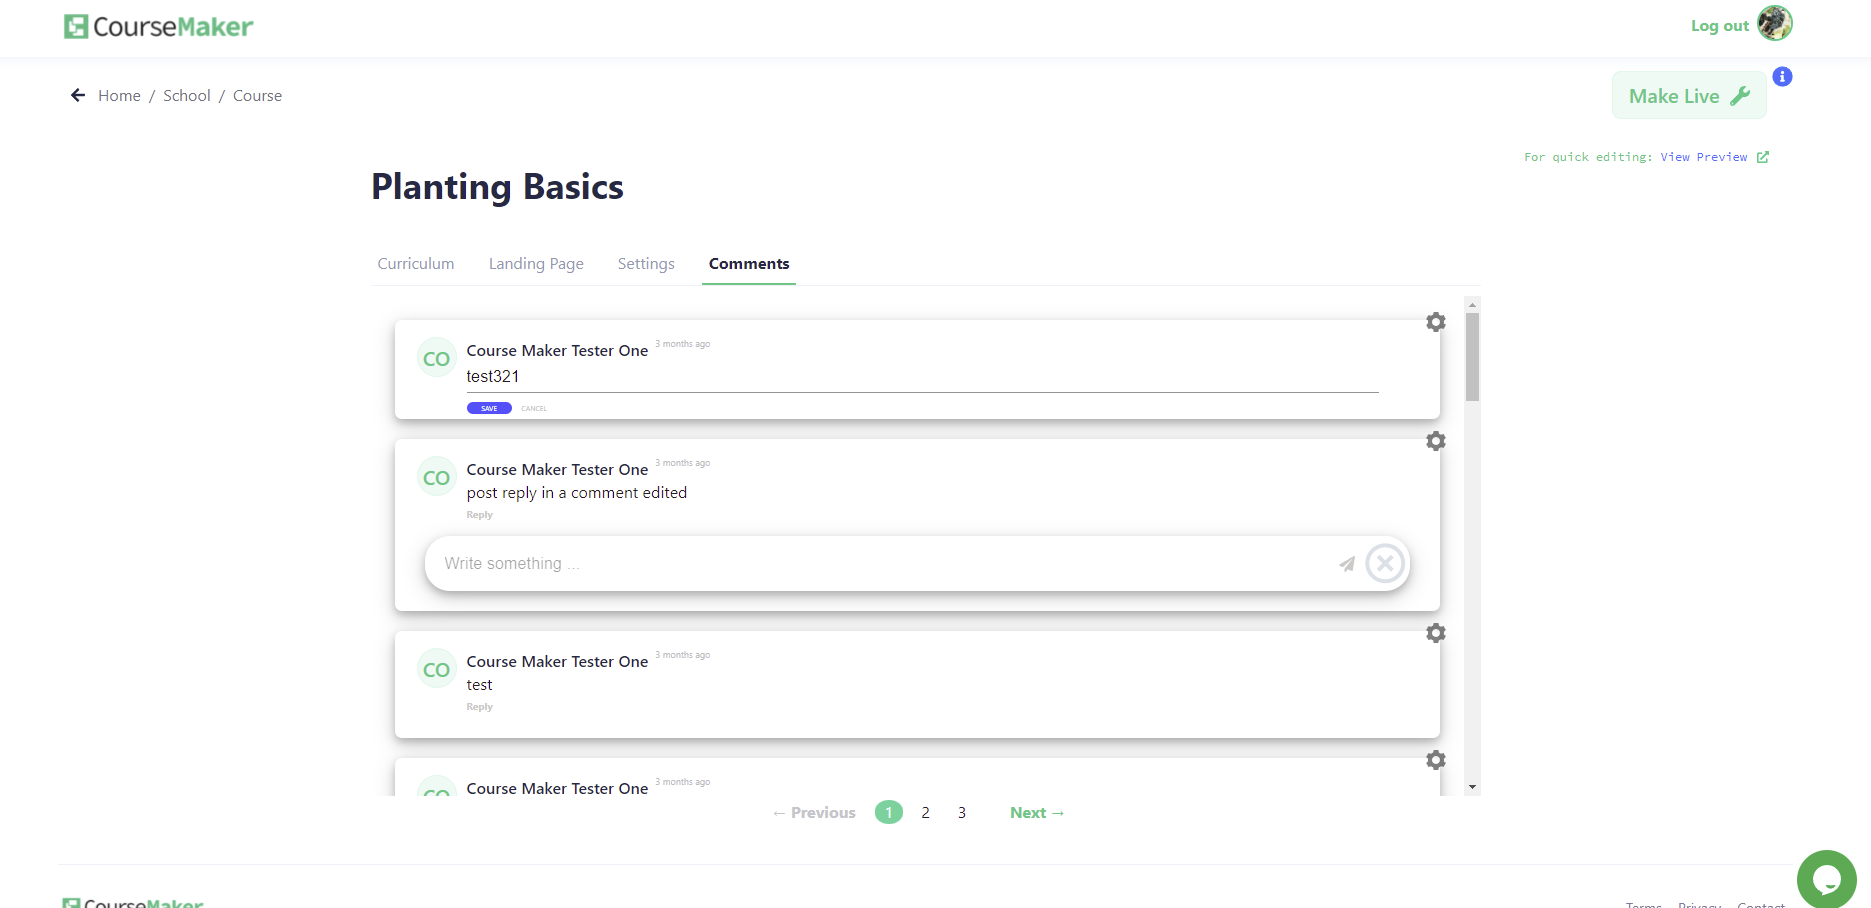 CourseMaker
Log out
Home / School / Course
Make Live
For quick editing: View Preview
Planting Basics
Curriculum Landing Page Settings Comments
CO Course Maker Tester One 3 months ago
test321
SAVE CANCEL
CO Course Maker Tester One 3 months ago
post reply in a comment edited
Reply
Write something ...
CO Course Maker Tester One 3 months ago
test
Reply
CO Course Maker Tester One 3 months ago
← Previous 1 2 3 Next →
CourseMaker
Terms Privacy Contact